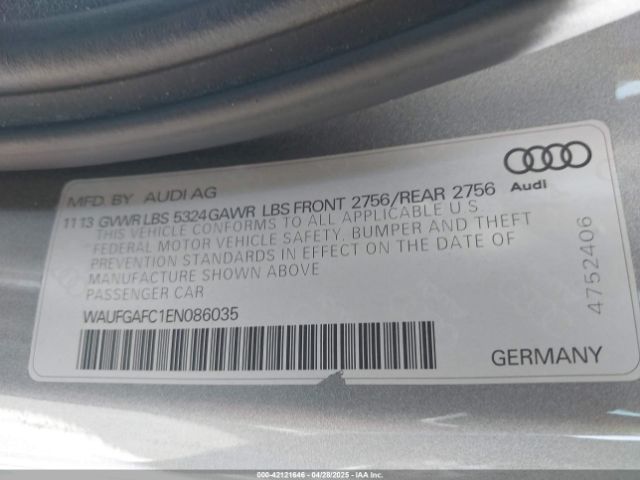 MFD. BY AUDI AG
11 13 GVWR LBS 5324 GAWR LBS FRONT 2756/REAR 2756
THIS VEHICLE CONFORMS TO ALL APPLICABLE U.S.
FEDERAL MOTOR VEHICLE SAFETY, BUMPER AND THEFT
PREVENTION STANDARDS IN EFFECT ON THE DATE OF
MANUFACTURE SHOWN ABOVE
PASSENGER CAR
WAUFGAFC1EN086035
Audi
4752406
GERMANY
000-42121646 - 04/28/2025 - IAAI.COM